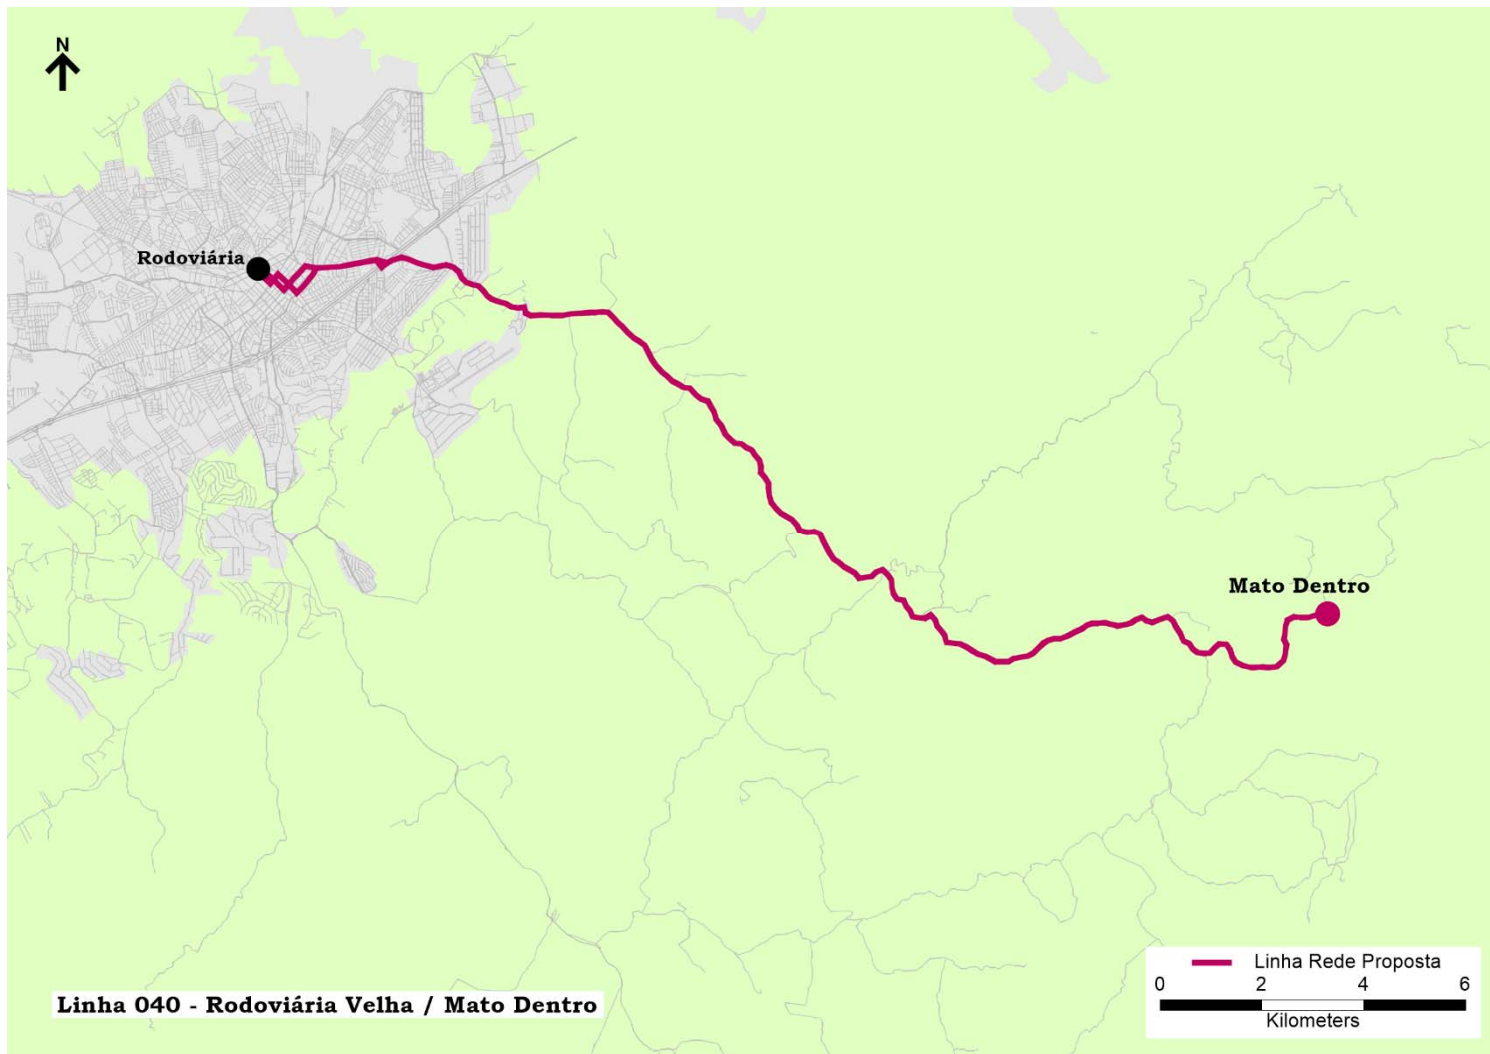 N
Rodoviária
Mato Dentro
Linha Rede Proposta
0 2 4 6
Kilometers
Linha 040 - Rodoviária Velha / Mato Dentro